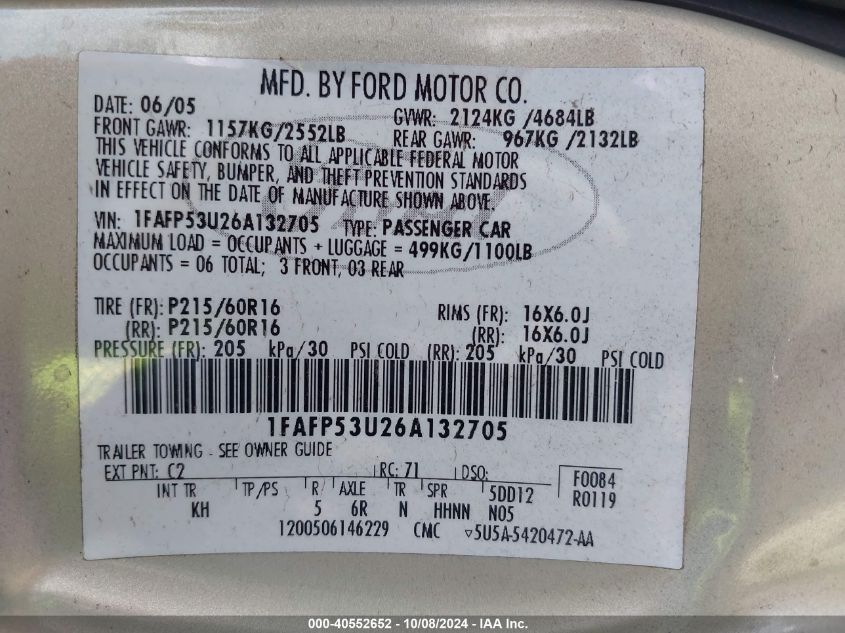 MFD. BY FORD MOTOR CO.
DATE: 06/05 GVWR: 2124KG /4684LB
FRONT GAWR: 1157KG/2552LB REAR GAWR: 967KG /2132LB
THIS VEHICLE CONFORMS TO ALL APPLICABLE FEDERAL MOTOR
VEHICLE SAFETY, BUMPER, AND THEFT PREVENTION STANDARDS
IN EFFECT ON THE DATE OF MANUFACTURE SHOWN ABOVE.
VIN: 1FAFP53U26A132705 TYPE: PASSENGER CAR
MAXIMUM LOAD = OCCUPANTS + LUGGAGE = 499KG/1100LB
OCCUPANTS = 06 TOTAL; 3 FRONT, 03 REAR
TIRE (FR): P215/60R16 RIMS (FR): 16X6.0J
(RR): P215/60R16 (RR): 16X6.0J
PRESSURE (FR): 205 kPa/30 PSI COLD (RR): 205 kPa/30 PSI COLD
1FAFP53U26A132705
TRAILER TOWING - SEE OWNER GUIDE
EXT PNT: C2 RC: 71 DSO: F0084
INT TR TP/PS R AXLE TR SPR 5DD12 R0119
KH 5 6R N HHNN N05
1200506146229 CMC ▿5U5A-5420472-AA
000-40552652 - 10/08/2024 - IAA Inc.